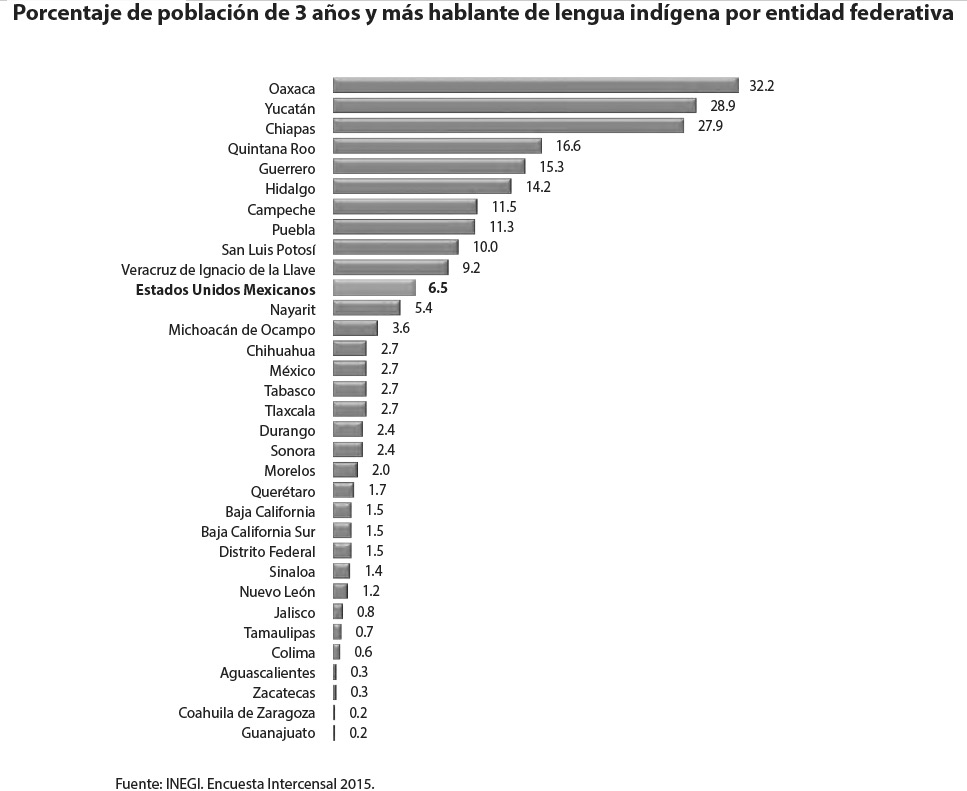 Porcentaje de población de 3 años y más hablante de lengua indígena por entidad federativa
Oaxaca 32.2
Yucatán 28.9
Chiapas 27.9
Quintana Roo 16.6
Guerrero 15.3
Hidalgo 14.2
Campeche 11.5
Puebla 11.3
San Luis Potosí 10.0
Veracruz de Ignacio de la Llave 9.2
Estados Unidos Mexicanos 6.5
Nayarit 5.4
Michoacán de Ocampo 3.6
Chihuahua 2.7
México 2.7
Tabasco 2.7
Tlaxcala 2.7
Durango 2.4
Sonora 2.4
Morelos 2.0
Querétaro 1.7
Baja California 1.5
Baja California Sur 1.5
Distrito Federal 1.5
Sinaloa 1.4
Nuevo León 1.2
Jalisco 0.8
Tamaulipas 0.7
Colima 0.6
Aguascalientes 0.3
Zacatecas 0.3
Coahuila de Zaragoza 0.2
Guanajuato 0.2
Fuente: INEGI. Encuesta Intercensal 2015.